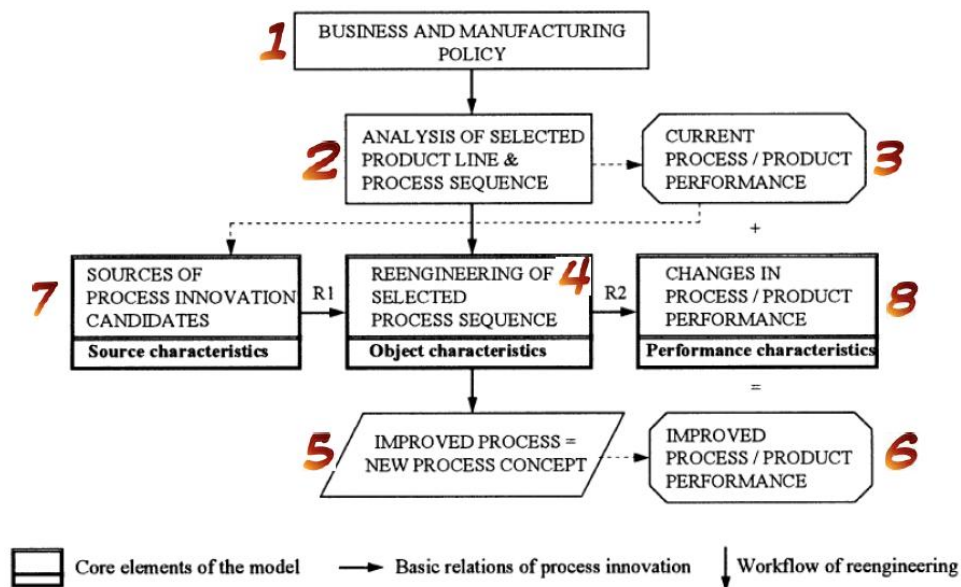 1
BUSINESS AND MANUFACTURING
POLICY
2
ANALYSIS OF SELECTED
PRODUCT LINE &
PROCESS SEQUENCE
CURRENT
PROCESS / PRODUCT
PERFORMANCE
3
+
7
SOURCES OF
PROCESS INNOVATION
CANDIDATES
Source characteristics
R1
REENGINEERING OF
SELECTED
PROCESS SEQUENCE
Object characteristics
4
R2
CHANGES IN
PROCESS / PRODUCT
PERFORMANCE
Performance characteristics
8
=
5
IMPROVED PROCESS =
NEW PROCESS CONCEPT
IMPROVED
PROCESS / PRODUCT
PERFORMANCE
6
Core elements of the model
Basic relations of process innovation
Workflow of reengineering